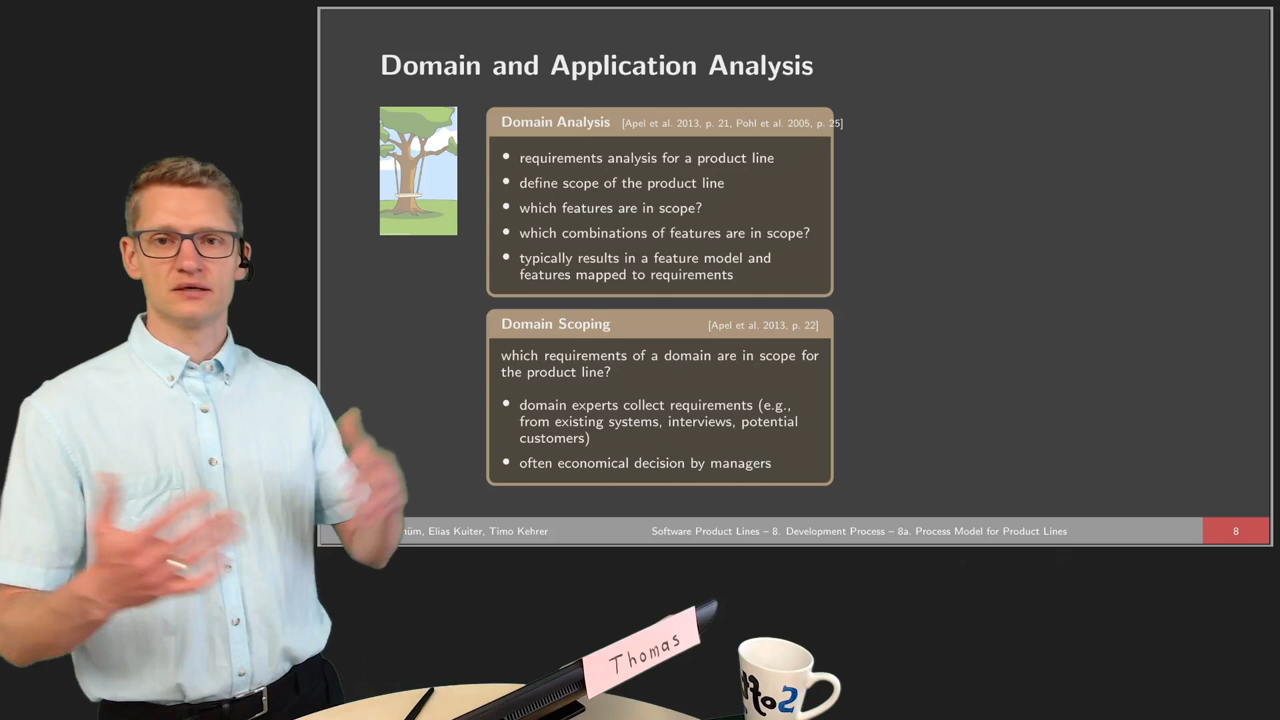 Domain and Application Analysis
Domain Analysis [Apel et al. 2013, p. 21, Pohl et al. 2005, p. 25]
• requirements analysis for a product line
• define scope of the product line
• which features are in scope?
• which combinations of features are in scope?
• typically results in a feature model and
features mapped to requirements
Domain Scoping [Apel et al. 2013, p. 22]
which requirements of a domain are in scope for
the product line?
• domain experts collect requirements (e.g.,
from existing systems, interviews, potential
customers)
• often economical decision by managers
Elias Kuiter, Timo Kehrer Software Product Lines – 8. Development Process – 8a. Process Model for Product Lines 8
Thomas